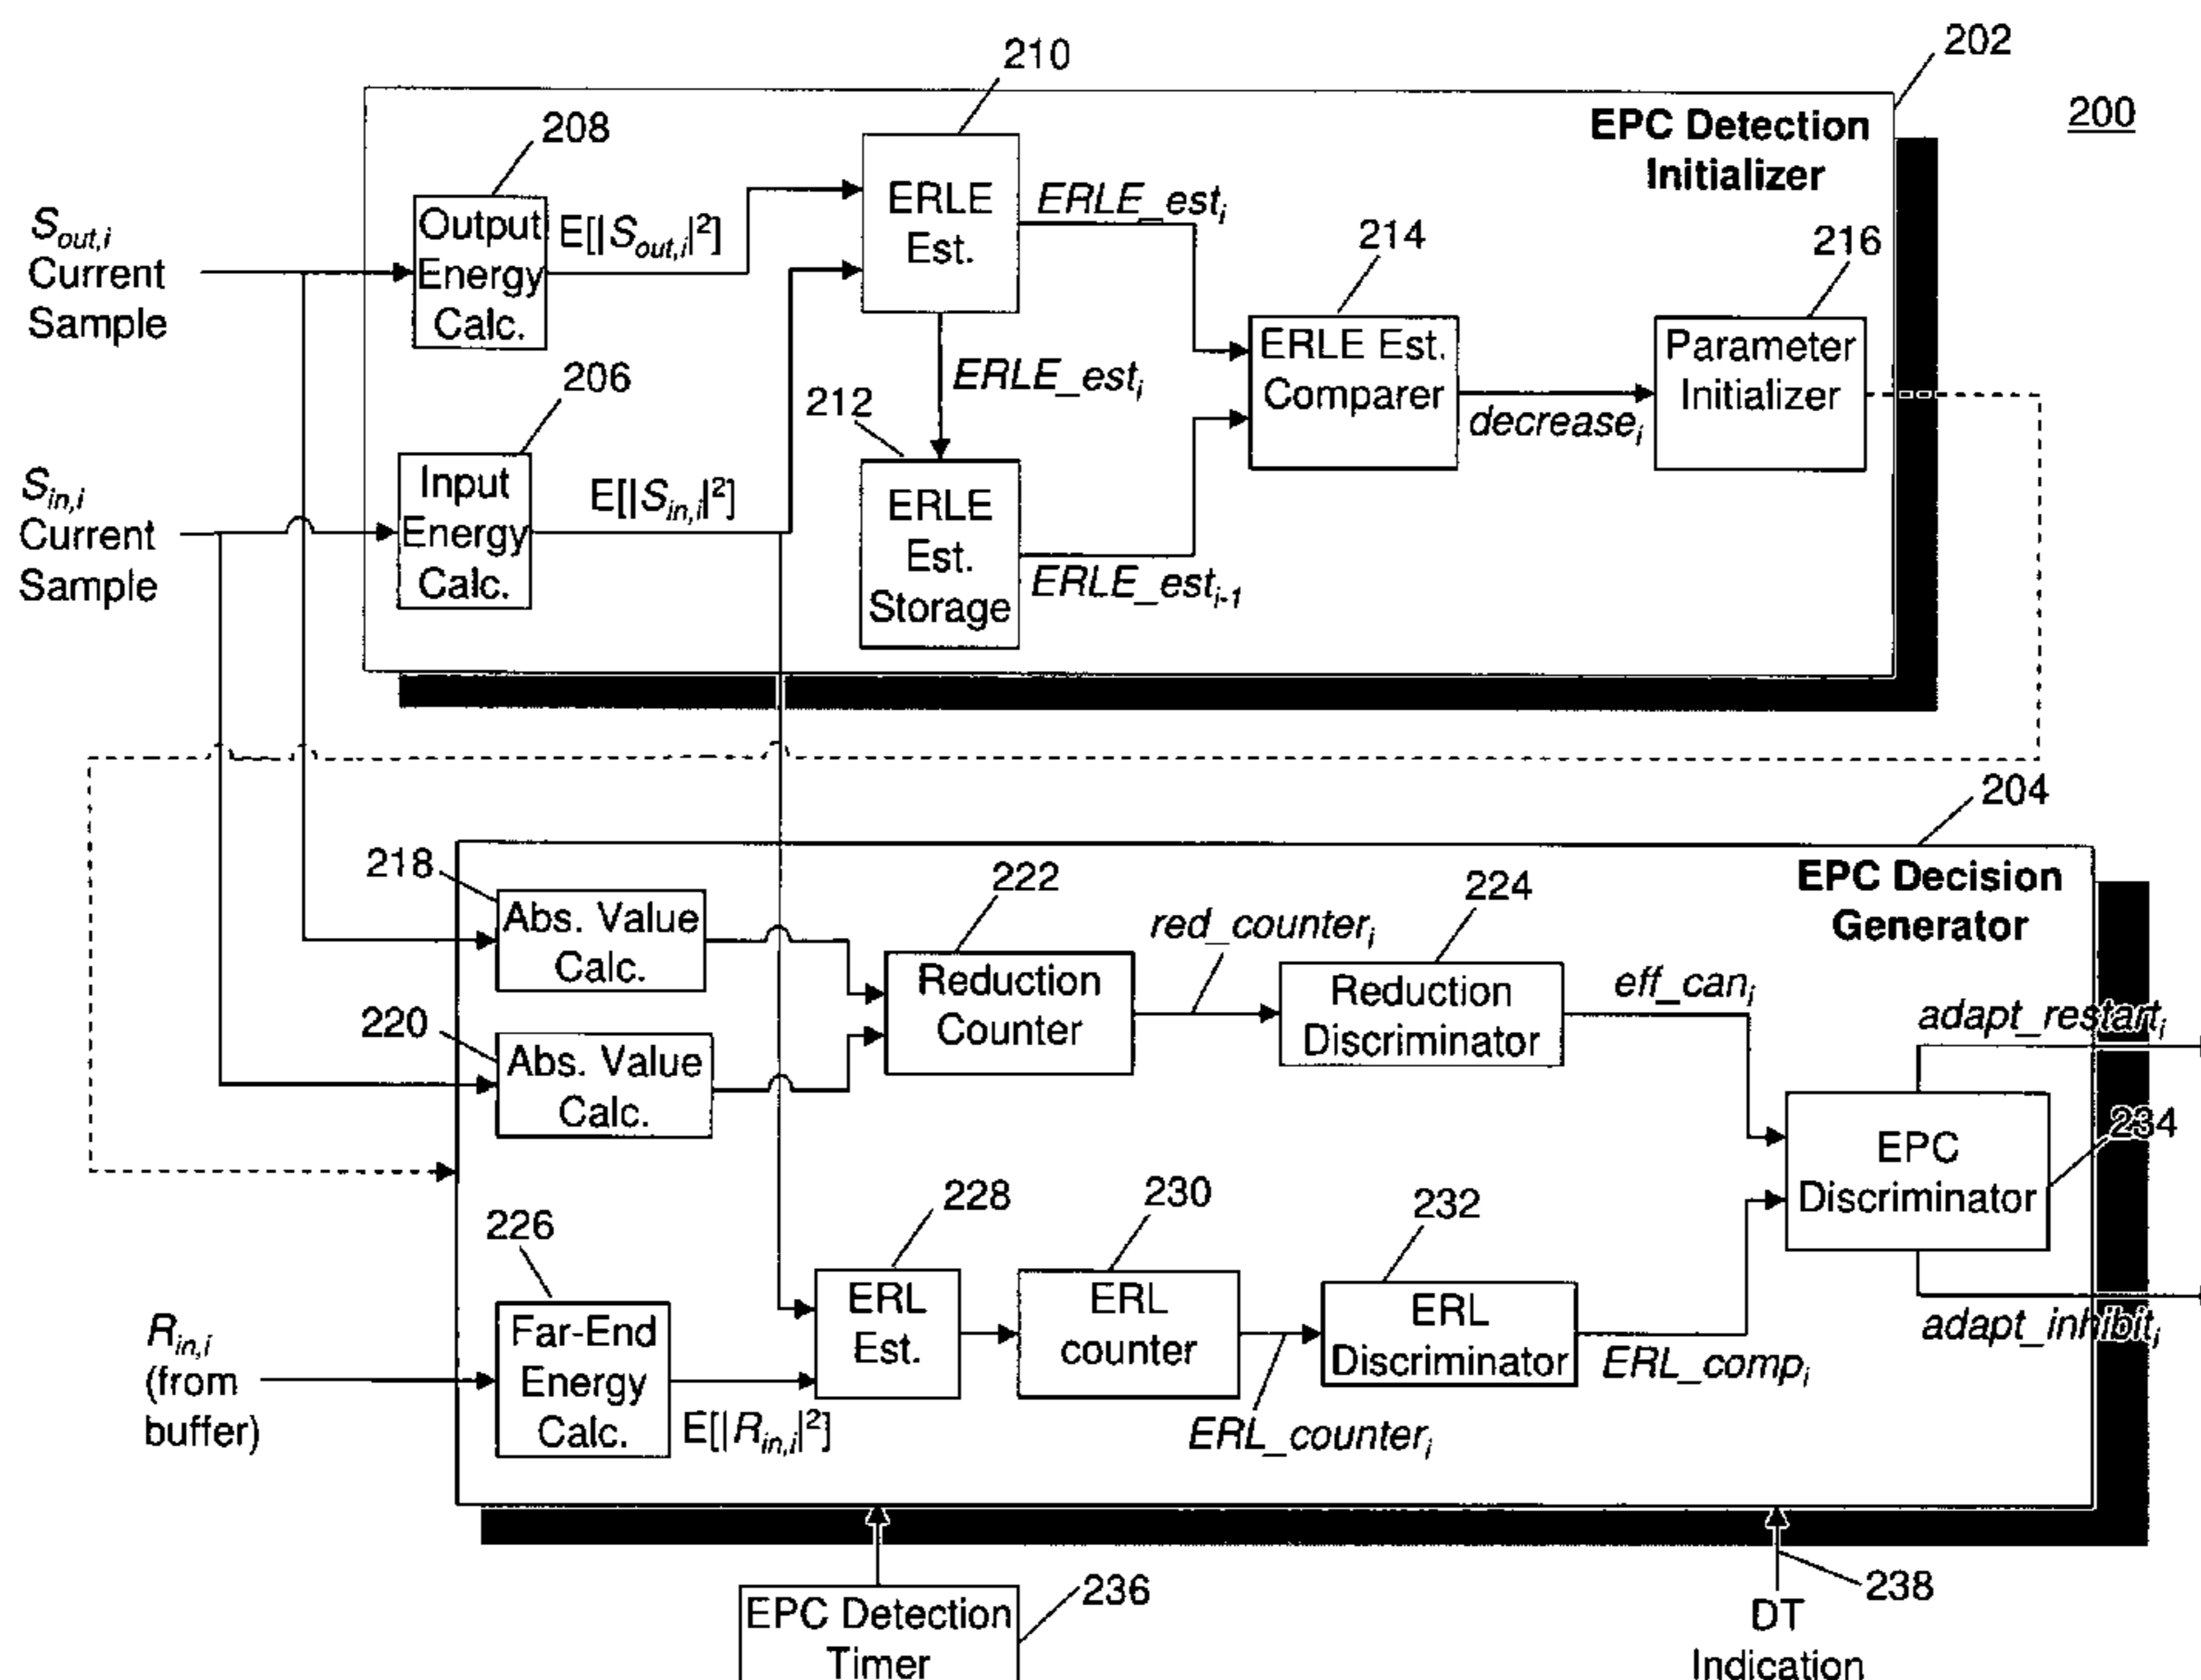 210
202
200
208
EPC Detection
Initializer
S_out,i
Current
Sample
Output
Energy
Calc.
E[|S_out,i|²]
ERLE
Est.
ERLE_est_i
214
216
206
212
ERLE_est_i
ERLE Est.
Comparer
decrease_i
Parameter
Initializer
S_in,i
Current
Sample
Input
Energy
Calc.
E[|S_in,i|²]
ERLE
Est.
Storage
ERLE_est_i-1
204
EPC Decision
Generator
218
Abs. Value
Calc.
222
Reduction
Counter
red_counter_i
224
Reduction
Discriminator
eff_can_i
adapt_restart_i
220
Abs. Value
Calc.
234
EPC
Discriminator
226
228
230
232
R_in,i
(from
buffer)
Far-End
Energy
Calc.
E[|R_in,i|²]
ERL
Est.
ERL
counter
ERL_counter_i
ERL
Discriminator
ERL_comp_i
adapt_inhibit_i
EPC Detection
Timer
236
238
DT
Indication